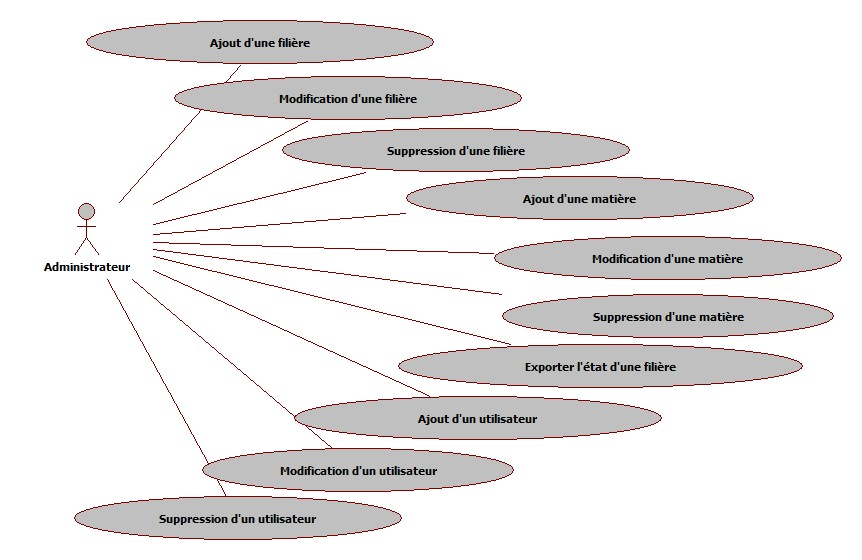 Ajout d'une filière
Modification d'une filière
Suppression d'une filière
Ajout d'une matière
Administrateur
Modification d'une matière
Suppression d'une matière
Exporter l'état d'une filière
Ajout d'un utilisateur
Modification d'un utilisateur
Suppression d'un utilisateur